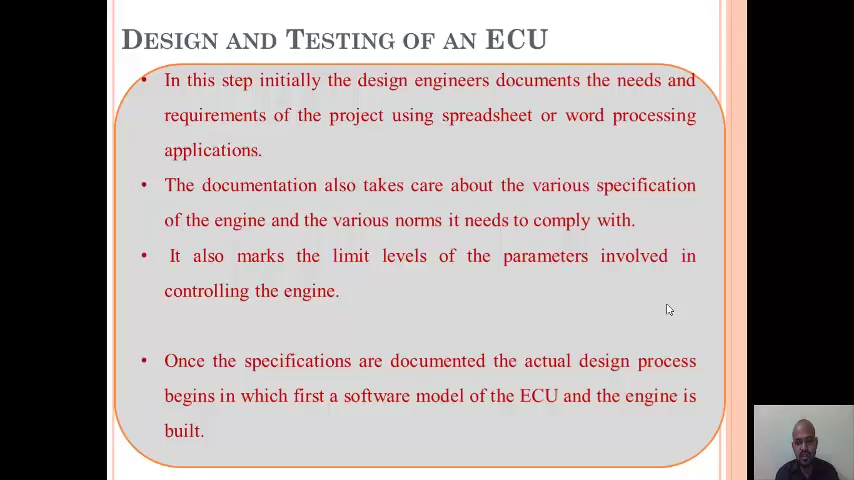 DESIGN AND TESTING OF AN ECU
• In this step initially the design engineers documents the needs and
requirements of the project using spreadsheet or word processing
applications.
• The documentation also takes care about the various specification
of the engine and the various norms it needs to comply with.
• It also marks the limit levels of the parameters involved in
controlling the engine.
• Once the specifications are documented the actual design process
begins in which first a software model of the ECU and the engine is
built.